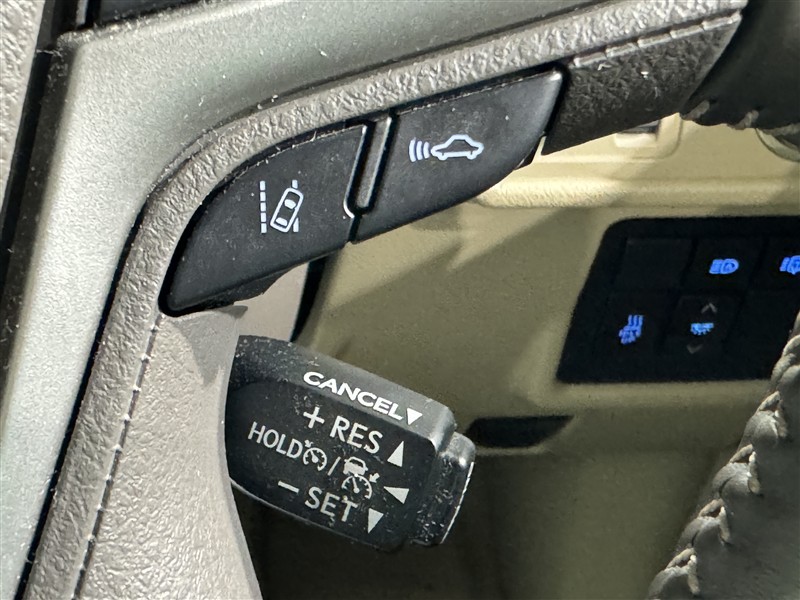 CANCEL▼
+ RES▲
HOLD /
− SET▼